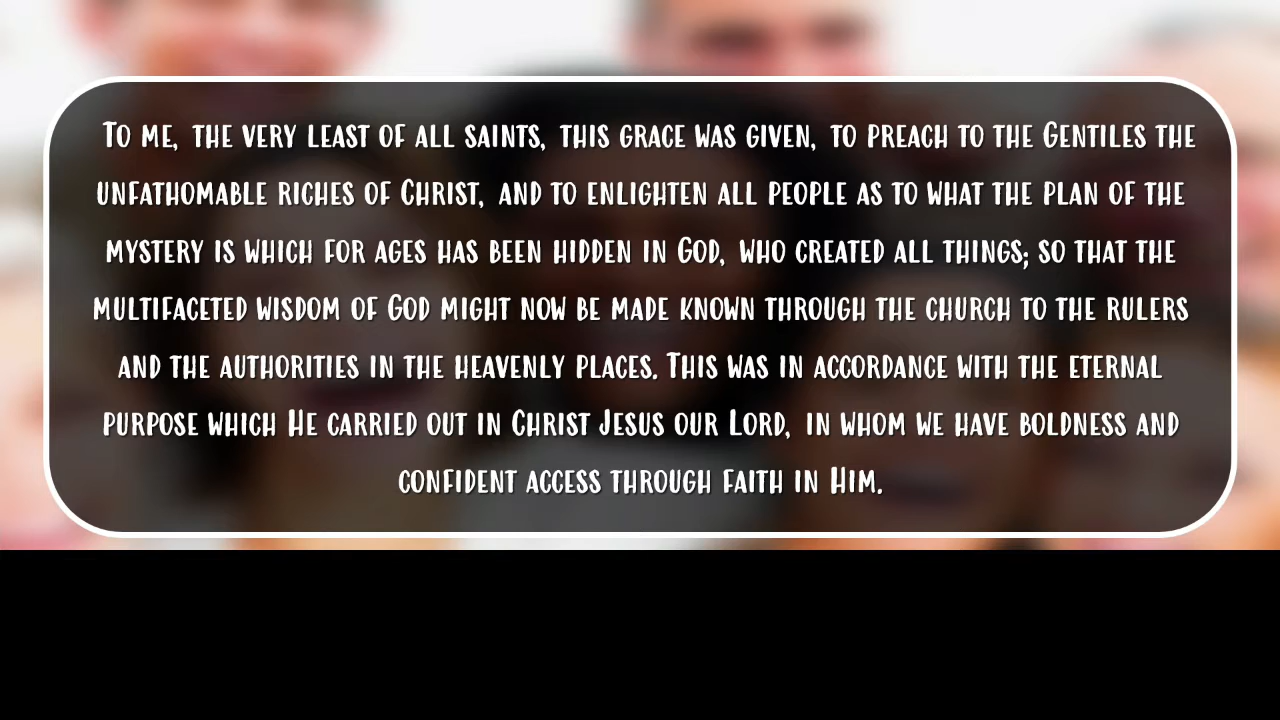 To me, the very least of all saints, this grace was given, to preach to the Gentiles the
unfathomable riches of Christ, and to enlighten all people as to what the plan of the
mystery is which for ages has been hidden in God, who created all things; so that the
multifaceted wisdom of God might now be made known through the church to the rulers
and the authorities in the heavenly places. This was in accordance with the eternal
purpose which He carried out in Christ Jesus our Lord, in whom we have boldness and
confident access through faith in Him.